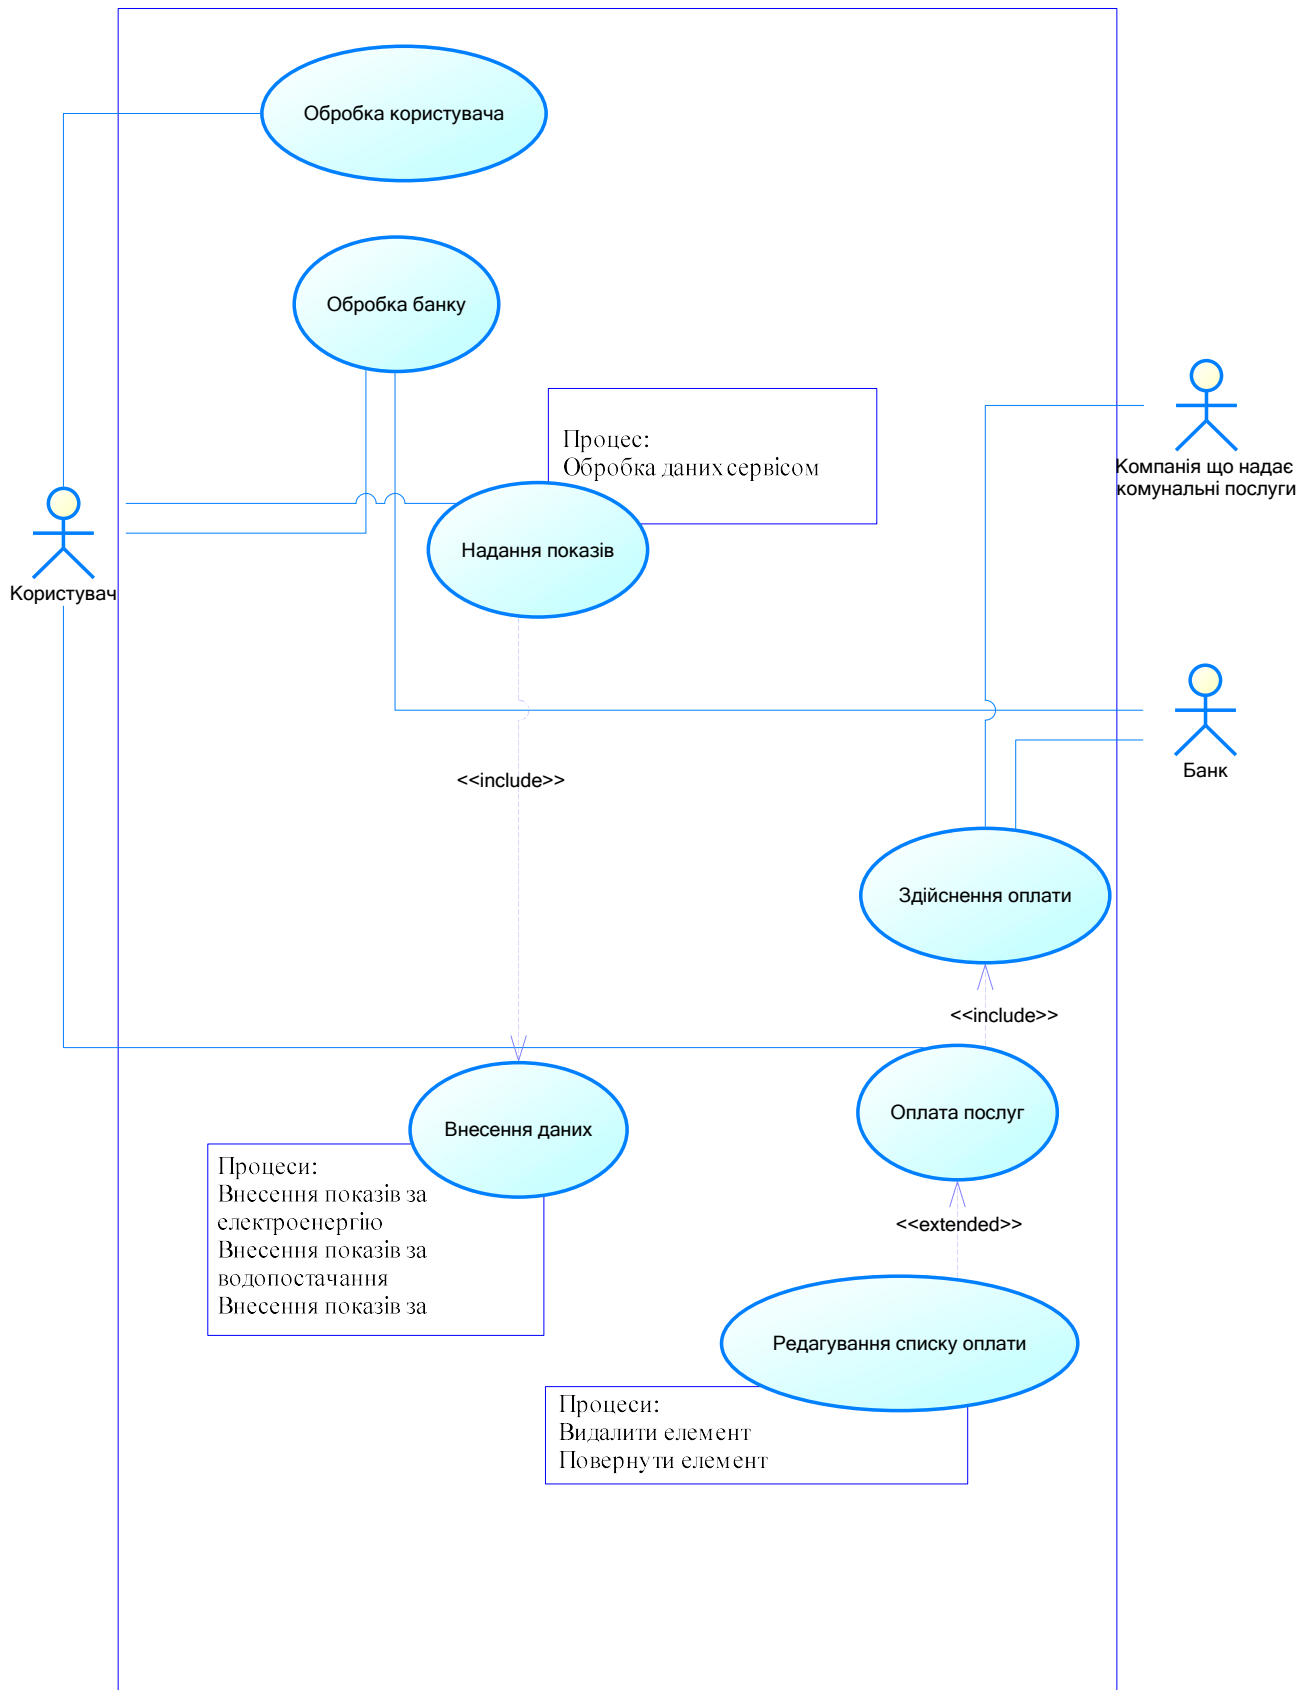 Обробка користувача
Обробка банку
Процес:
Обробка даних сервісом
Компанія що надає
комунальні послуги
Надання показів
Користувач
Банк
<<include>>
Здійснення оплати
<<include>>
Оплата послуг
Внесення даних
Процеси:
Внесення показів за
електроенергію
Внесення показів за
водопостачання
Внесення показів за
<<extended>>
Редагування списку оплати
Процеси:
Видалити елемент
Повернути елемент